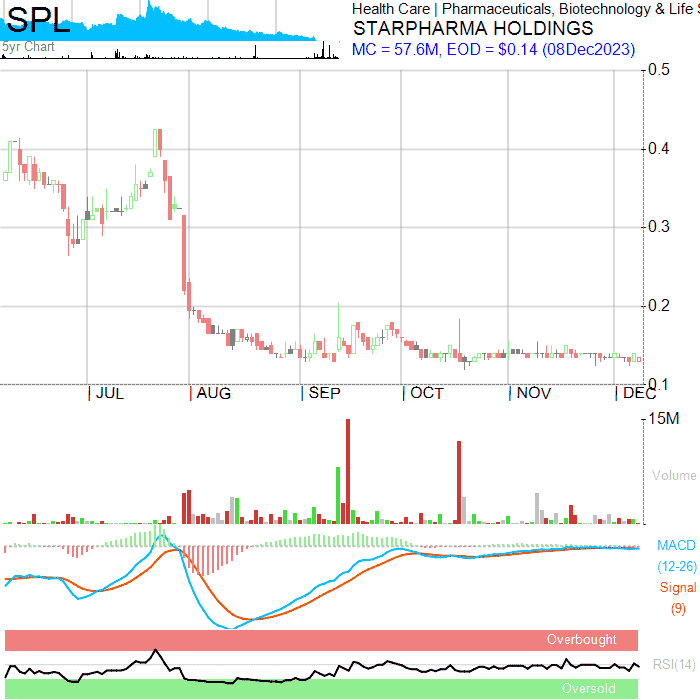 SPL
Health Care | Pharmaceuticals, Biotechnology & Life S
STARPHARMA HOLDINGS
5yr Chart
MC = 57.6M, EOD = $0.14 (08Dec2023)
0.5
0.4
0.3
0.2
0.1
JUL AUG SEP OCT NOV DEC
15M
Volume
MACD
(12-26)
Signal
(9)
Overbought
RSI(14)
Oversold